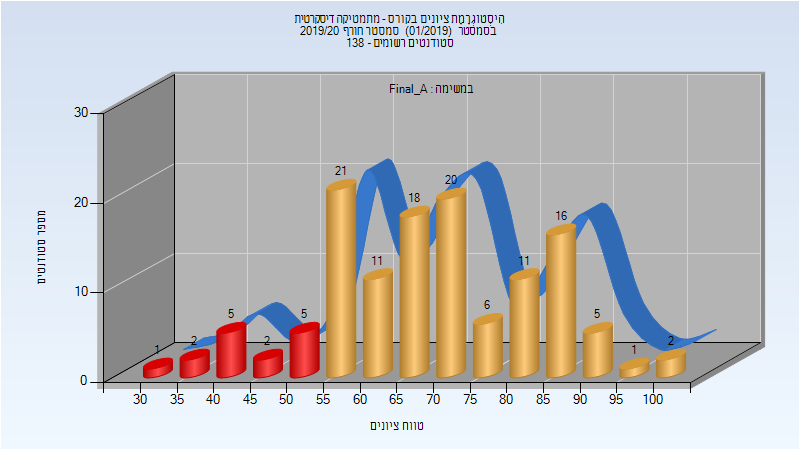 היסטוגרמת ציונים בקורס - מתמטיקה דיסקרטית
בסמסטר (01/2019) סמסטר חורף 2019/20
סטודנטים רשומים - 138
במשימה : Final_A
מספר סטודנטים
30
20
10
0
1
2
5
2
5
21
11
18
20
6
11
16
5
1
2
30 35 40 45 50 55 60 65 70 75 80 85 90 95 100
טווח ציונים